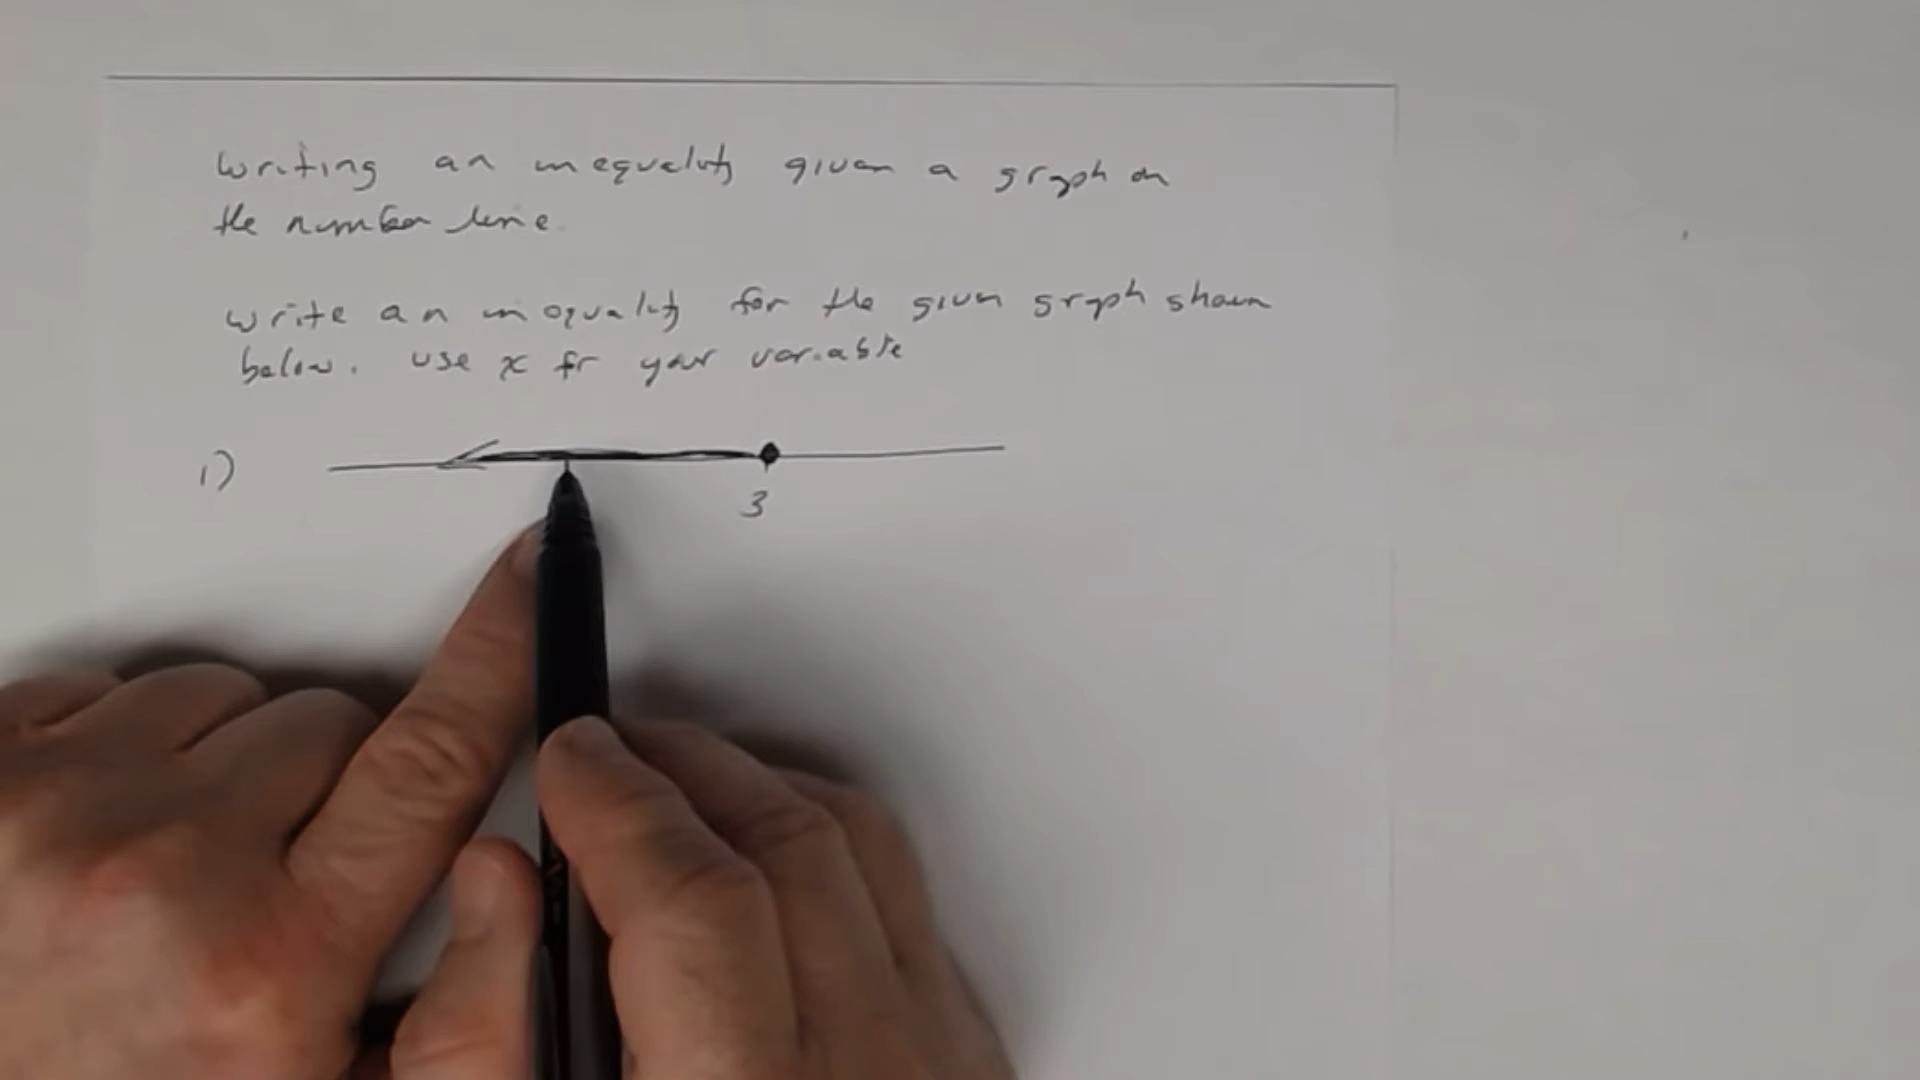 Writing an inequality given a graph on
the number line.
Write an inequality for the given graph shown
below. Use x for your variable
1)
3